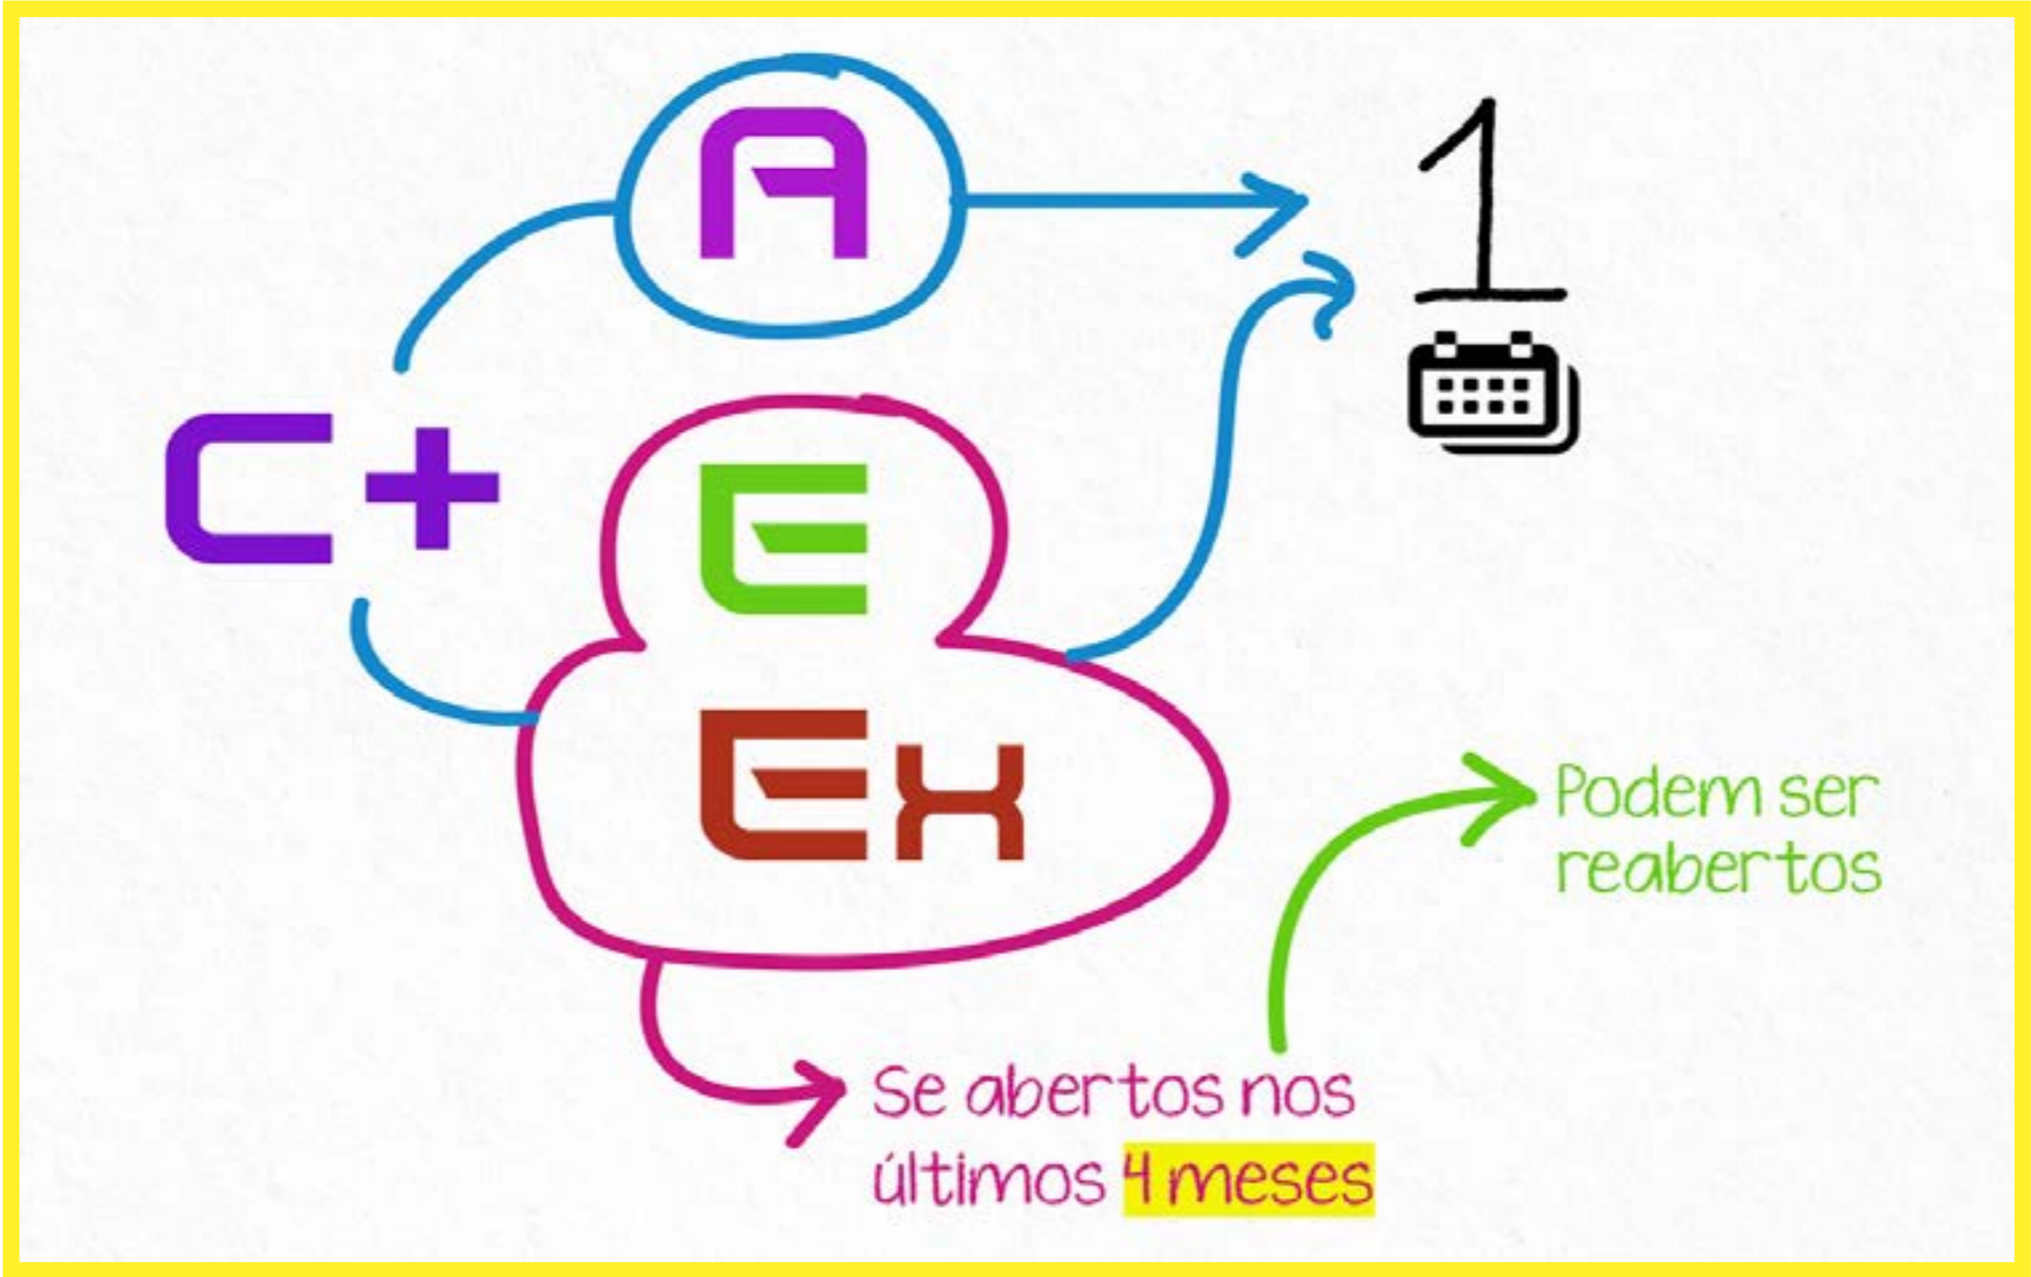 A
1
C+
E
Ex
Podem ser
reabertos
Se abertos nos
últimos 4 meses